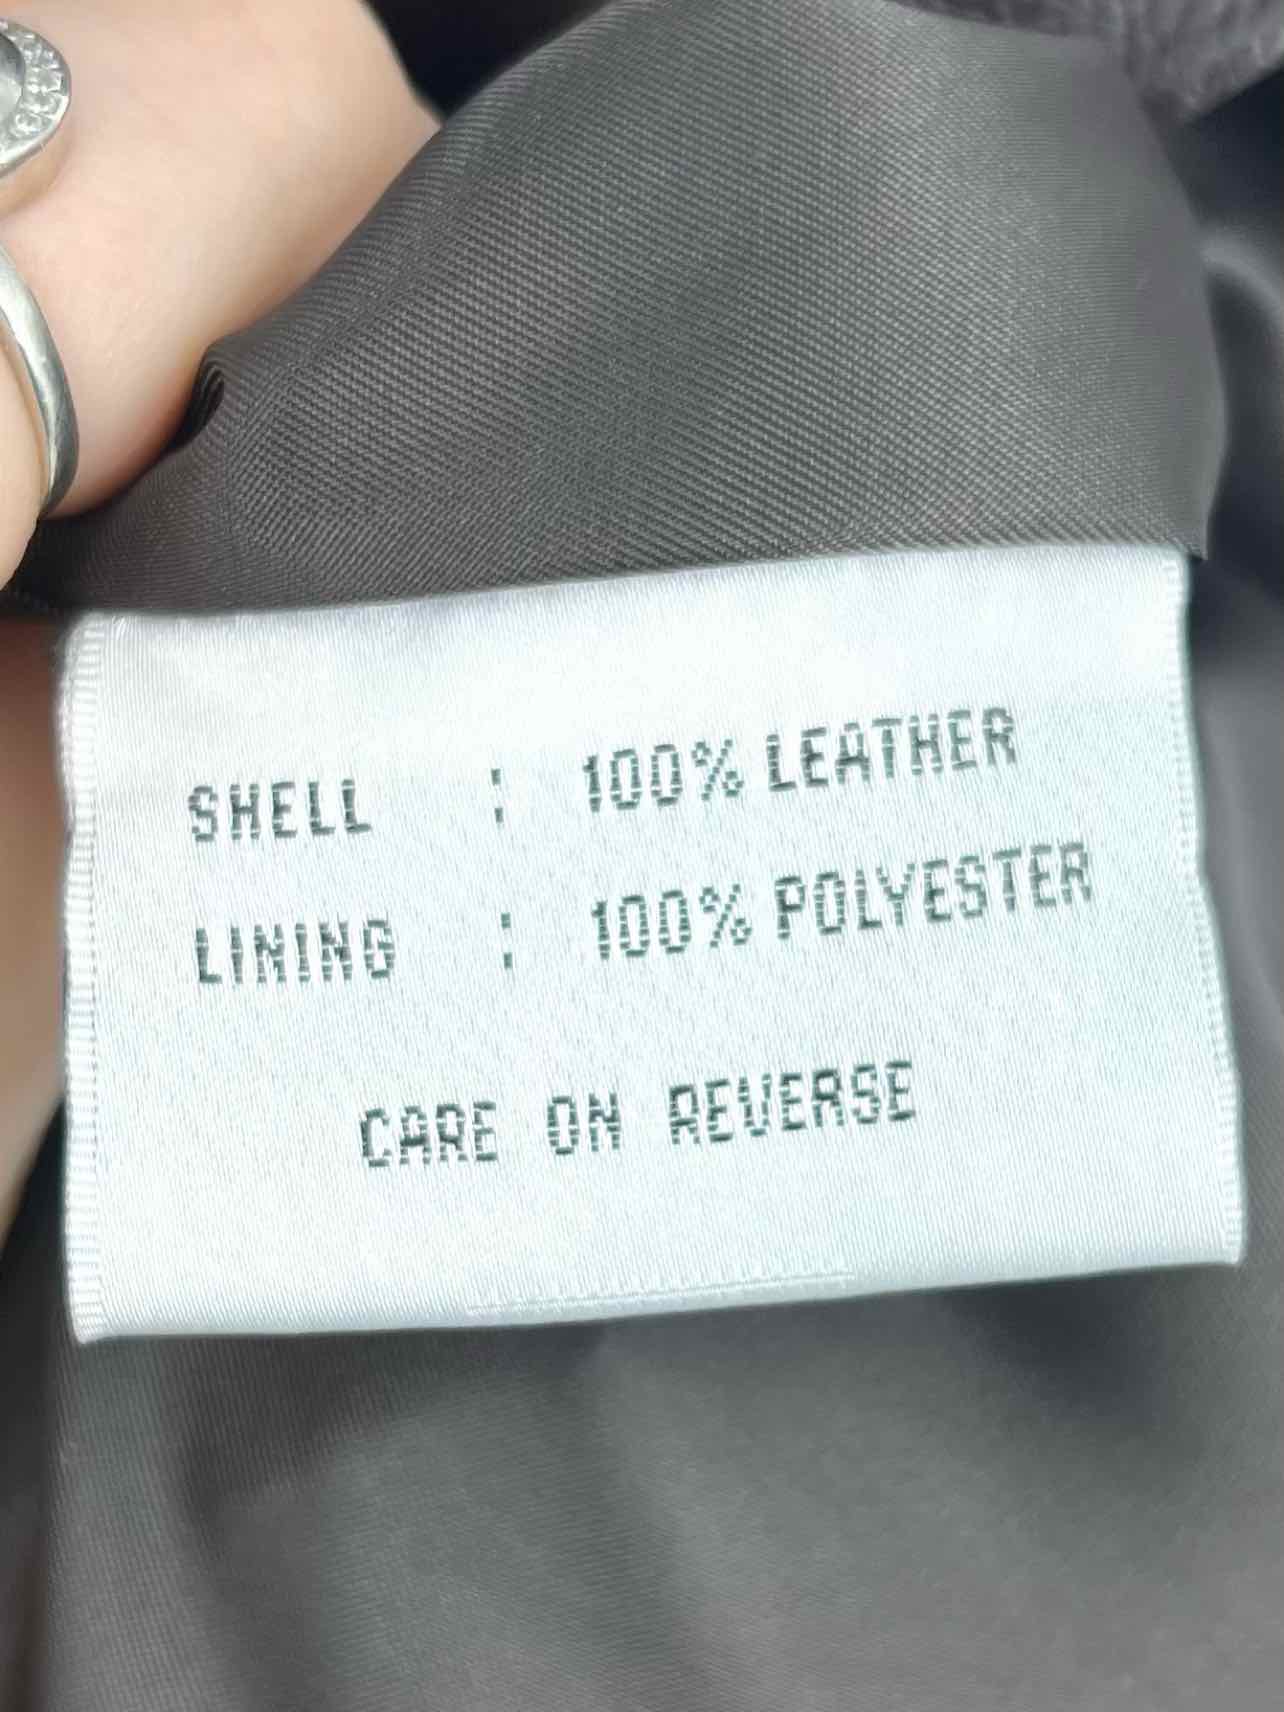 SHELL : 100% LEATHER
LINING : 100% POLYESTER
CARE ON REVERSE